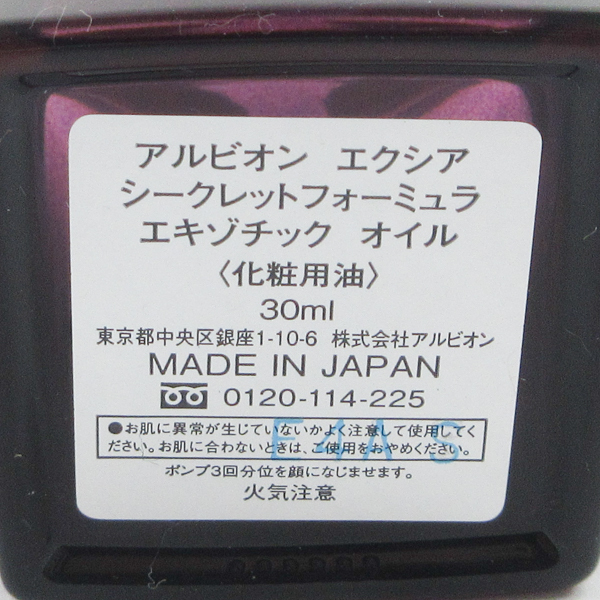 アルビオン エクシア
シークレットフォーミュラ
エキゾチック オイル
〈化粧用油〉
30ml
東京都中央区銀座1-10-6 株式会社アルビオン
MADE IN JAPAN
0120-114-225
●お肌に異常が生じていないかよく注意して使用してく
ださい。お肌に合わないときは、ご使用をおやめください。
ポンプ3回分位を顔になじませます。
火気注意